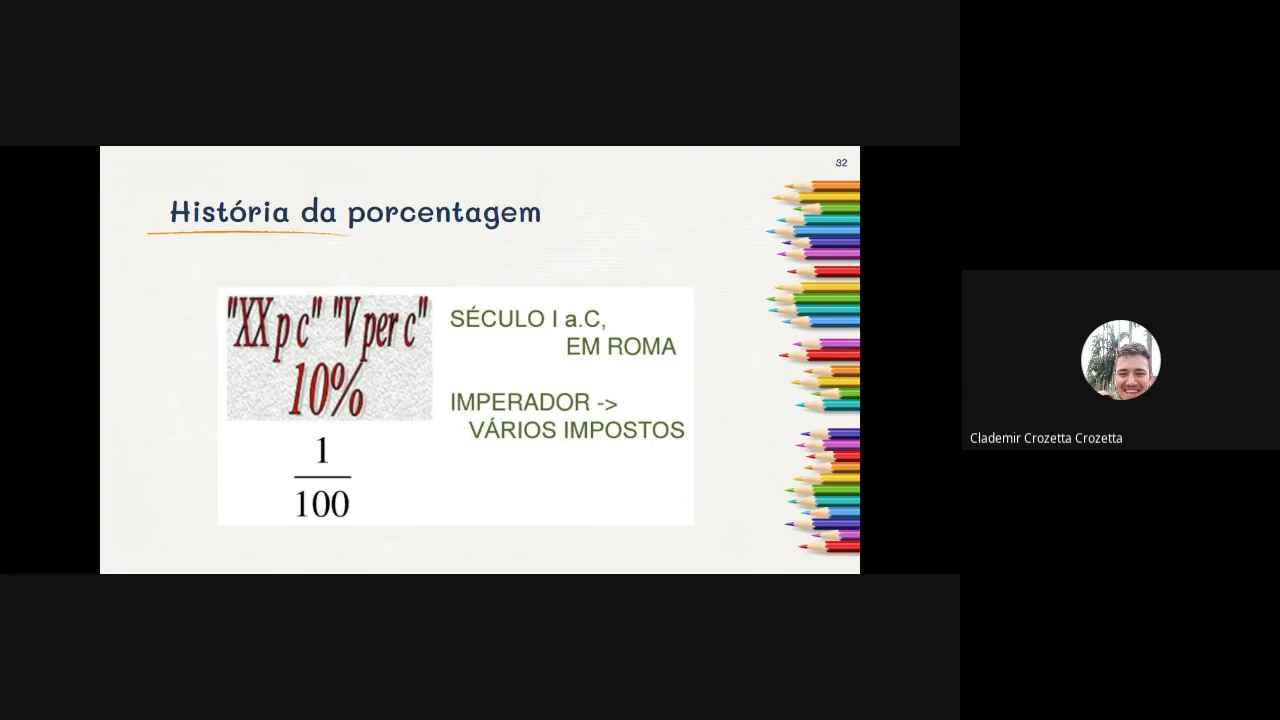 32
História da porcentagem
"XX p c" "V per c"
10%
1
100
SÉCULO I a.C,
EM ROMA
IMPERADOR ->
VÁRIOS IMPOSTOS
Clademir Crozetta Crozetta